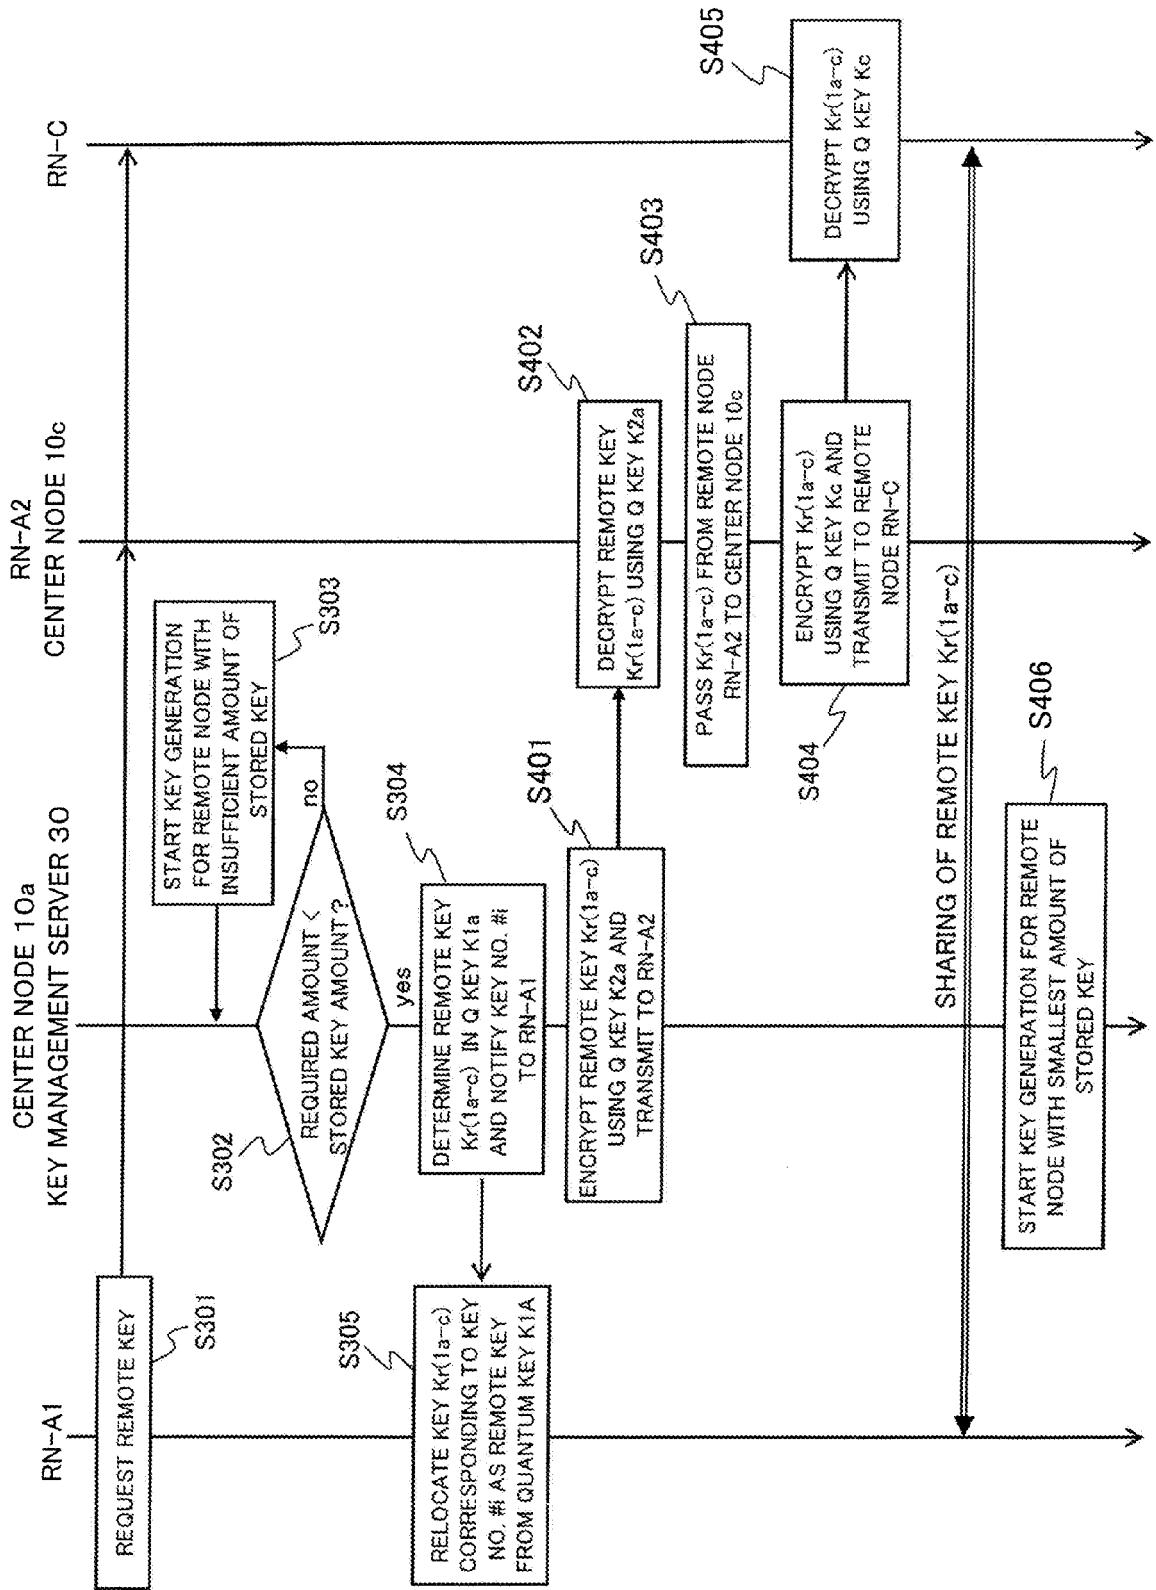 RN-A1
CENTER NODE 10a
KEY MANAGEMENT SERVER 30
RN-A2
CENTER NODE 10c
RN-C
REQUEST REMOTE KEY
S301
START KEY GENERATION
FOR REMOTE NODE WITH
INSUFFICIENT AMOUNT OF
STORED KEY
S303
no
REQUIRED AMOUNT <
STORED KEY AMOUNT?
S302
yes
DETERMINE REMOTE KEY
Kr(1a-c) IN Q KEY K1a
AND NOTIFY KEY NO. #i
TO RN-A1
S304
RELOCATE KEY Kr(1a-c)
CORRESPONDING TO KEY
NO. #i AS REMOTE KEY
FROM QUANTUM KEY K1A
S305
ENCRYPT REMOTE KEY Kr(1a-c)
USING Q KEY K2a AND
TRANSMIT TO RN-A2
S401
DECRYPT REMOTE KEY
Kr(1a-c) USING Q KEY K2a
S402
PASS Kr(1a-c) FROM REMOTE NODE
RN-A2 TO CENTER NODE 10c
S403
ENCRYPT Kr(1a-c)
USING Q KEY Kc AND
TRANSMIT TO REMOTE
NODE RN-C
S404
DECRYPT Kr(1a-c)
USING Q KEY Kc
S405
SHARING OF REMOTE KEY Kr(1a-c)
START KEY GENERATION FOR REMOTE
NODE WITH SMALLEST AMOUNT OF
STORED KEY
S406